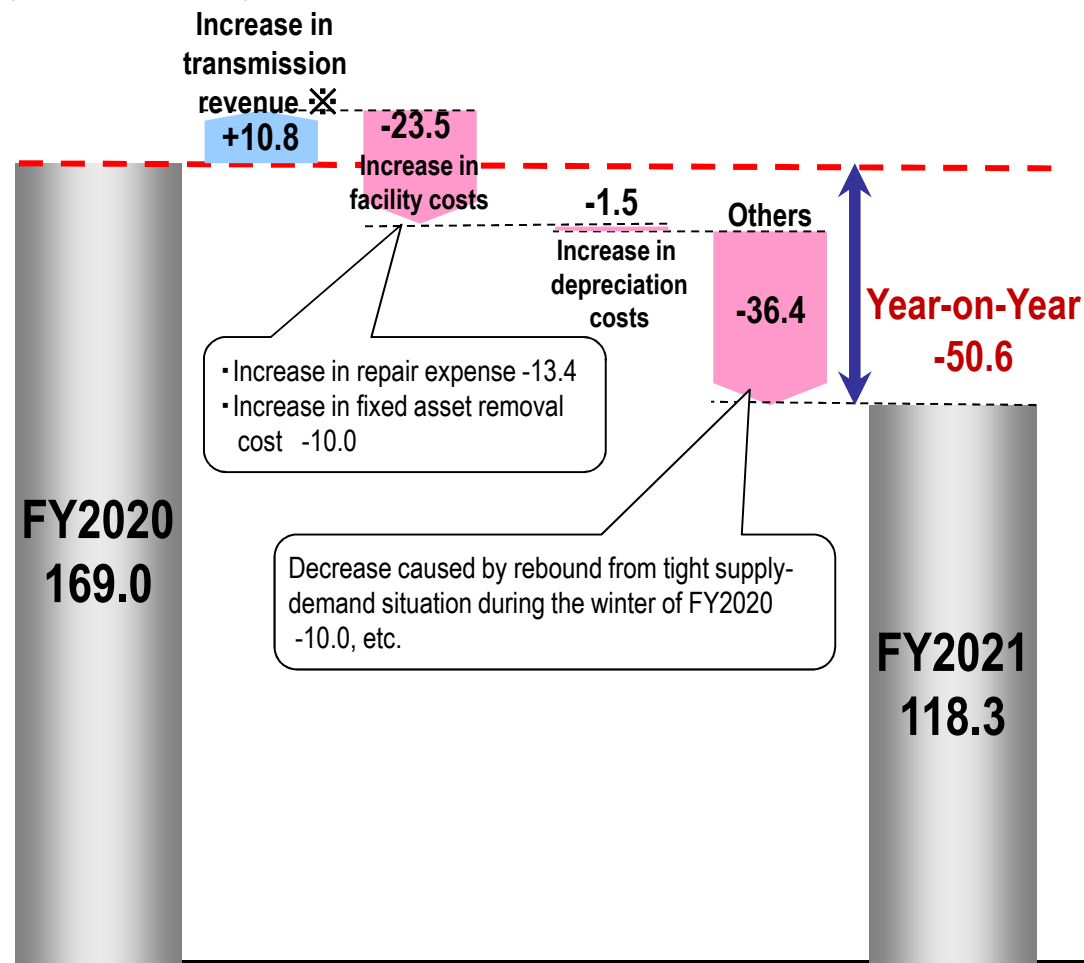 Increase in
transmission
revenue ※
+10.8
-23.5
Increase in
facility costs
-1.5
Increase in
depreciation
costs
Others
-36.4
Year-on-Year
-50.6
・Increase in repair expense -13.4
・Increase in fixed asset removal
cost -10.0
FY2020
169.0
Decrease caused by rebound from tight supply-
demand situation during the winter of FY2020
-10.0, etc.
FY2021
118.3